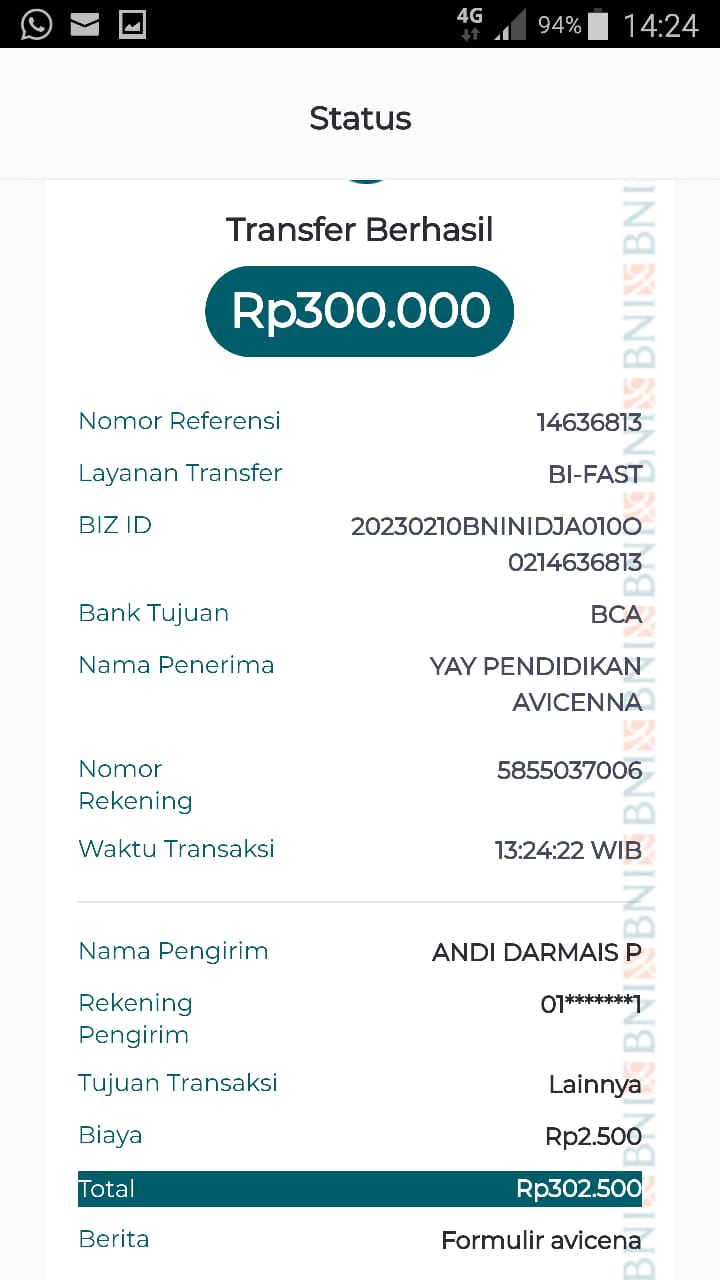 4G 94% 14:24
Status
Transfer Berhasil
Rp300.000
Nomor Referensi 14636813
Layanan Transfer BI-FAST
BIZ ID 20230210BNINIDJA010O
0214636813
Bank Tujuan BCA
Nama Penerima YAY PENDIDIKAN
AVICENNA
Nomor
Rekening 5855037006
Waktu Transaksi 13:24:22 WIB
Nama Pengirim ANDI DARMAIS P
Rekening
Pengirim 01*******1
Tujuan Transaksi Lainnya
Biaya Rp2.500
Total Rp302.500
Berita Formulir avicena
BNI BNI BNI BNI BNI BNI BNI BNI BNI BNI